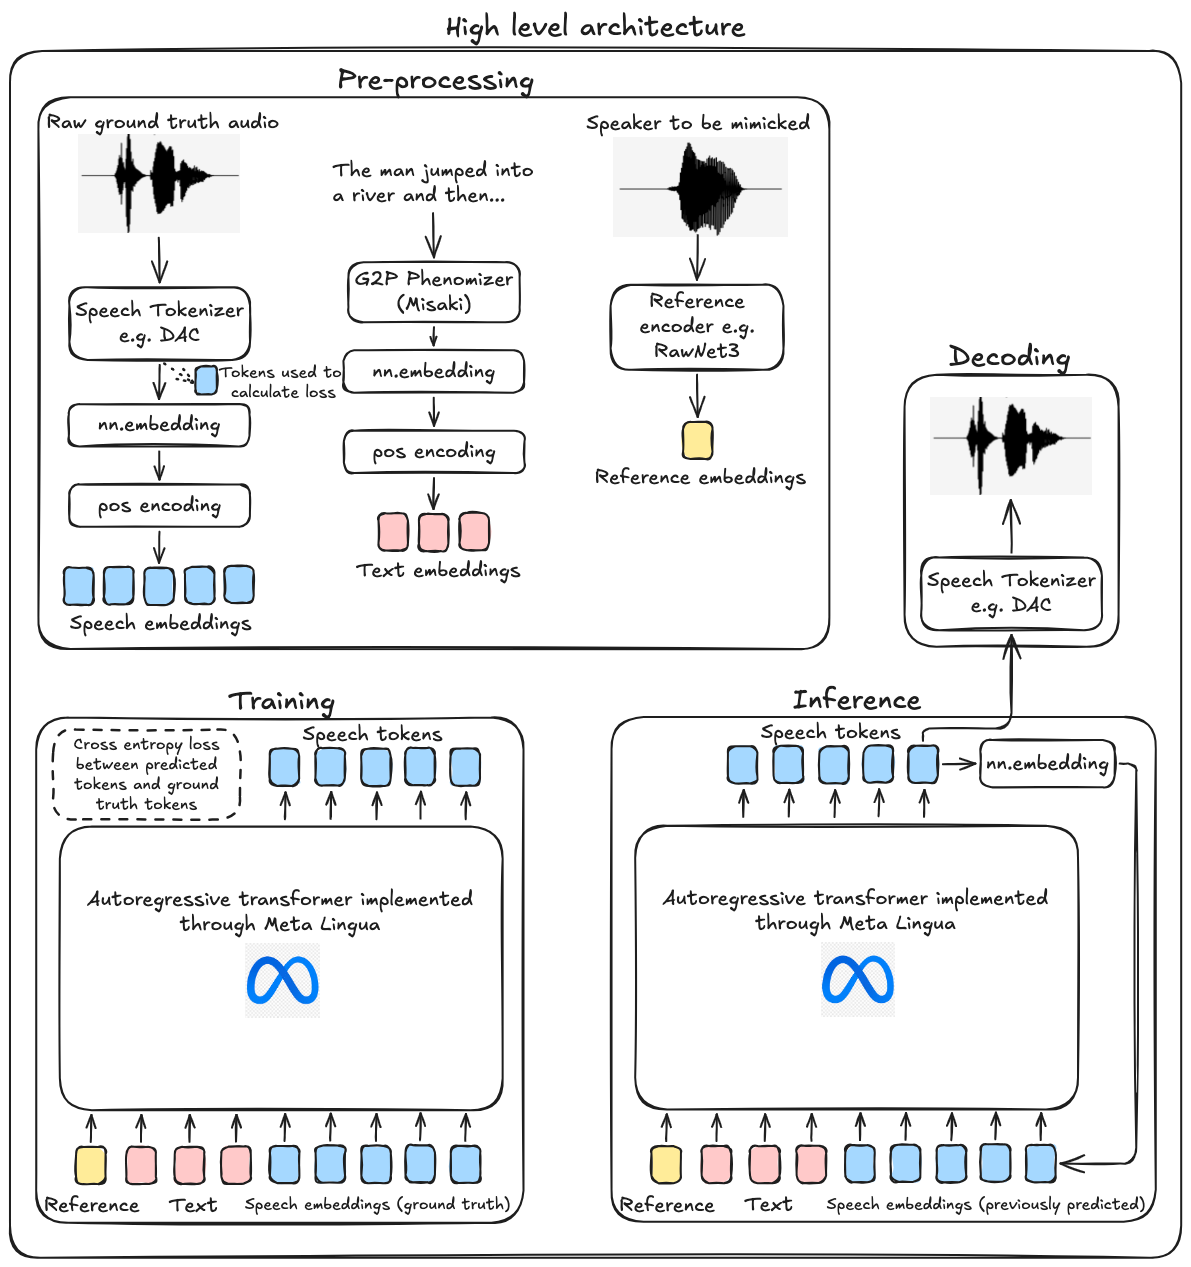 High level architecture
Pre-processing
Raw ground truth audio
Speech Tokenizer
e.g. DAC
Tokens used to
calculate loss
nn.embedding
pos encoding
Speech embeddings
The man jumped into
a river and then...
G2P Phenomizer
(Misaki)
nn.embedding
pos encoding
Text embeddings
Speaker to be mimicked
Reference
encoder e.g.
RawNet3
Reference embeddings
Decoding
Speech Tokenizer
e.g. DAC
Training
Cross entropy loss
between predicted
tokens and ground
truth tokens
Speech tokens
Autoregressive transformer implemented
through Meta Lingua
Reference
Text
Speech embeddings (ground truth)
Inference
Speech tokens
nn.embedding
Autoregressive transformer implemented
through Meta Lingua
Reference
Text
Speech embeddings (previously predicted)